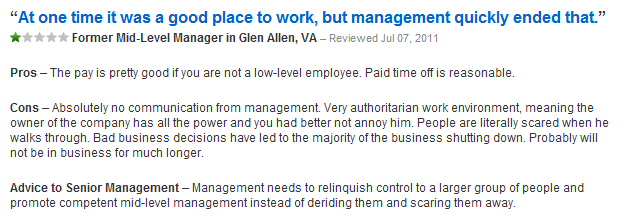 “At one time it was a good place to work, but management quickly ended that.”
Former Mid-Level Manager in Glen Allen, VA – Reviewed Jul 07, 2011
Pros – The pay is pretty good if you are not a low-level employee. Paid time off is reasonable.
Cons – Absolutely no communication from management. Very authoritarian work environment, meaning the
owner of the company has all the power and you had better not annoy him. People are literally scared when he
walks through. Bad business decisions have led to the majority of the business shutting down. Probably will
not be in business for much longer.
Advice to Senior Management – Management needs to relinquish control to a larger group of people and
promote competent mid-level management instead of deriding them and scaring them away.